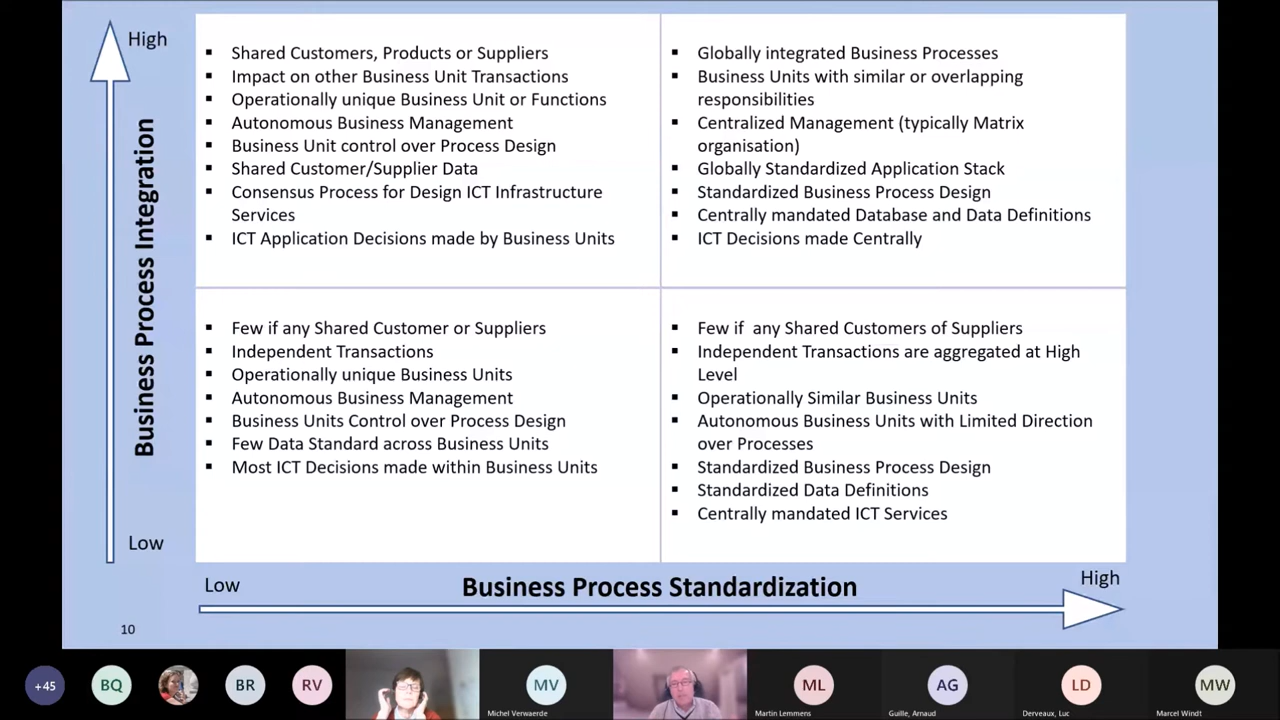 High
Business Process Integration
Low
▪ Shared Customers, Products or Suppliers
▪ Impact on other Business Unit Transactions
▪ Operationally unique Business Unit or Functions
▪ Autonomous Business Management
▪ Business Unit control over Process Design
▪ Shared Customer/Supplier Data
▪ Consensus Process for Design ICT Infrastructure
Services
▪ ICT Application Decisions made by Business Units
▪ Globally integrated Business Processes
▪ Business Units with similar or overlapping
responsibilities
▪ Centralized Management (typically Matrix
organisation)
▪ Globally Standardized Application Stack
▪ Standardized Business Process Design
▪ Centrally mandated Database and Data Definitions
▪ ICT Decisions made Centrally
▪ Few if any Shared Customer or Suppliers
▪ Independent Transactions
▪ Operationally unique Business Units
▪ Autonomous Business Management
▪ Business Units Control over Process Design
▪ Few Data Standard across Business Units
▪ Most ICT Decisions made within Business Units
▪ Few if  any Shared Customers of Suppliers
▪ Independent Transactions are aggregated at High
Level
▪ Operationally Similar Business Units
▪ Autonomous Business Units with Limited Direction
over Processes
▪ Standardized Business Process Design
▪ Standardized Data Definitions
▪ Centrally mandated ICT Services
Low
Business Process Standardization
High
10
+45
BQ
BR
RV
MV
Michel Verwaerde
ML
Martin Lemmens
AG
Guille, Arnaud
LD
Derveaux, Luc
MW
Marcel Windt